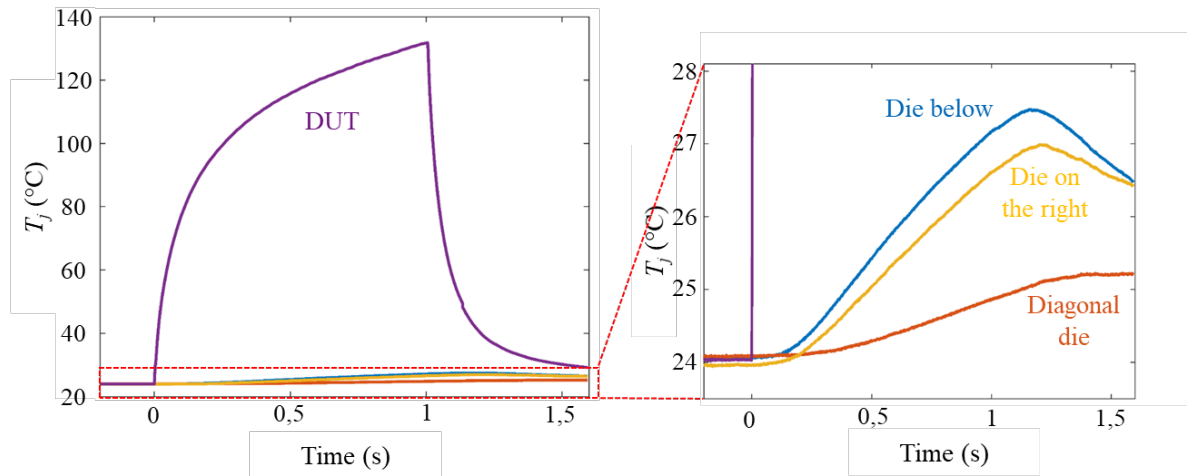 140
120
100
80
60
40
20
0
0,5
1
1,5
Tj (°C)
Time (s)
DUT
28
27
26
25
24
0
0,5
1
1,5
Tj (°C)
Time (s)
Die below
Die on
the right
Diagonal
die